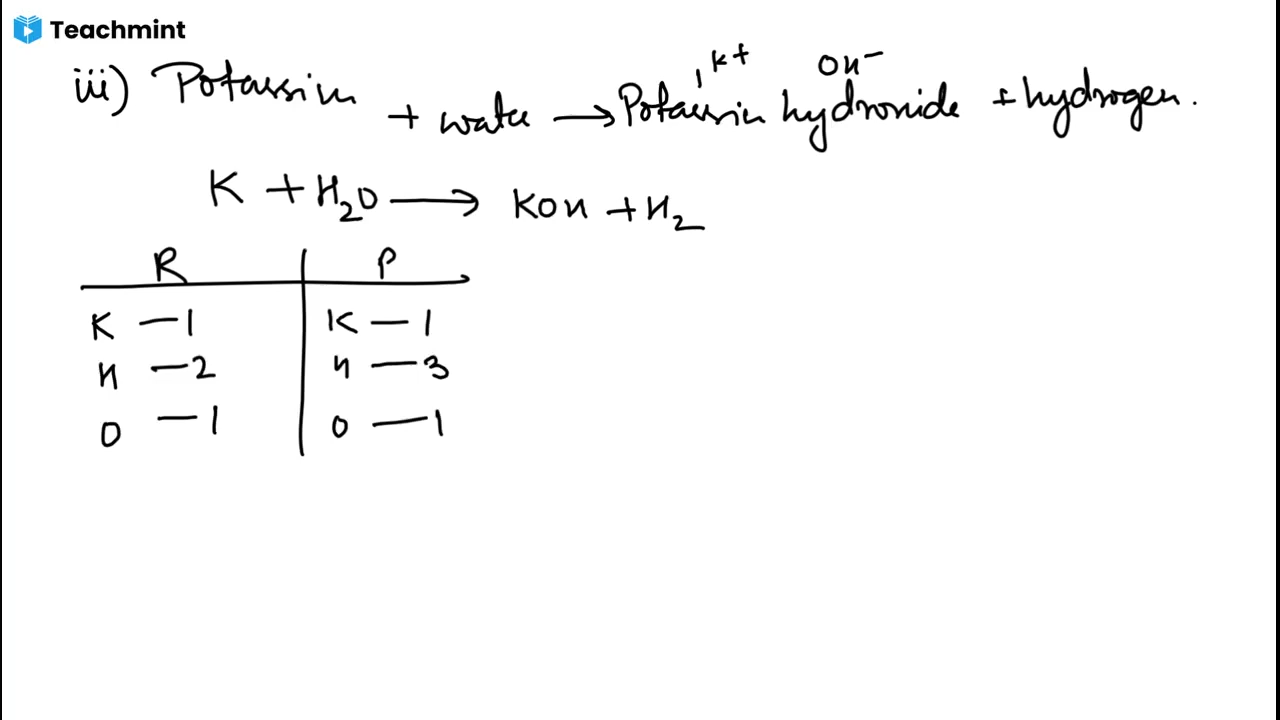 Teachmint
K+ OH-
iii) Potassium + water → Potassium hydroxide + hydrogen.
K + H2O → KOH + H2
R P
K — 1 K — 1
H — 2 H — 3
O — 1 O — 1